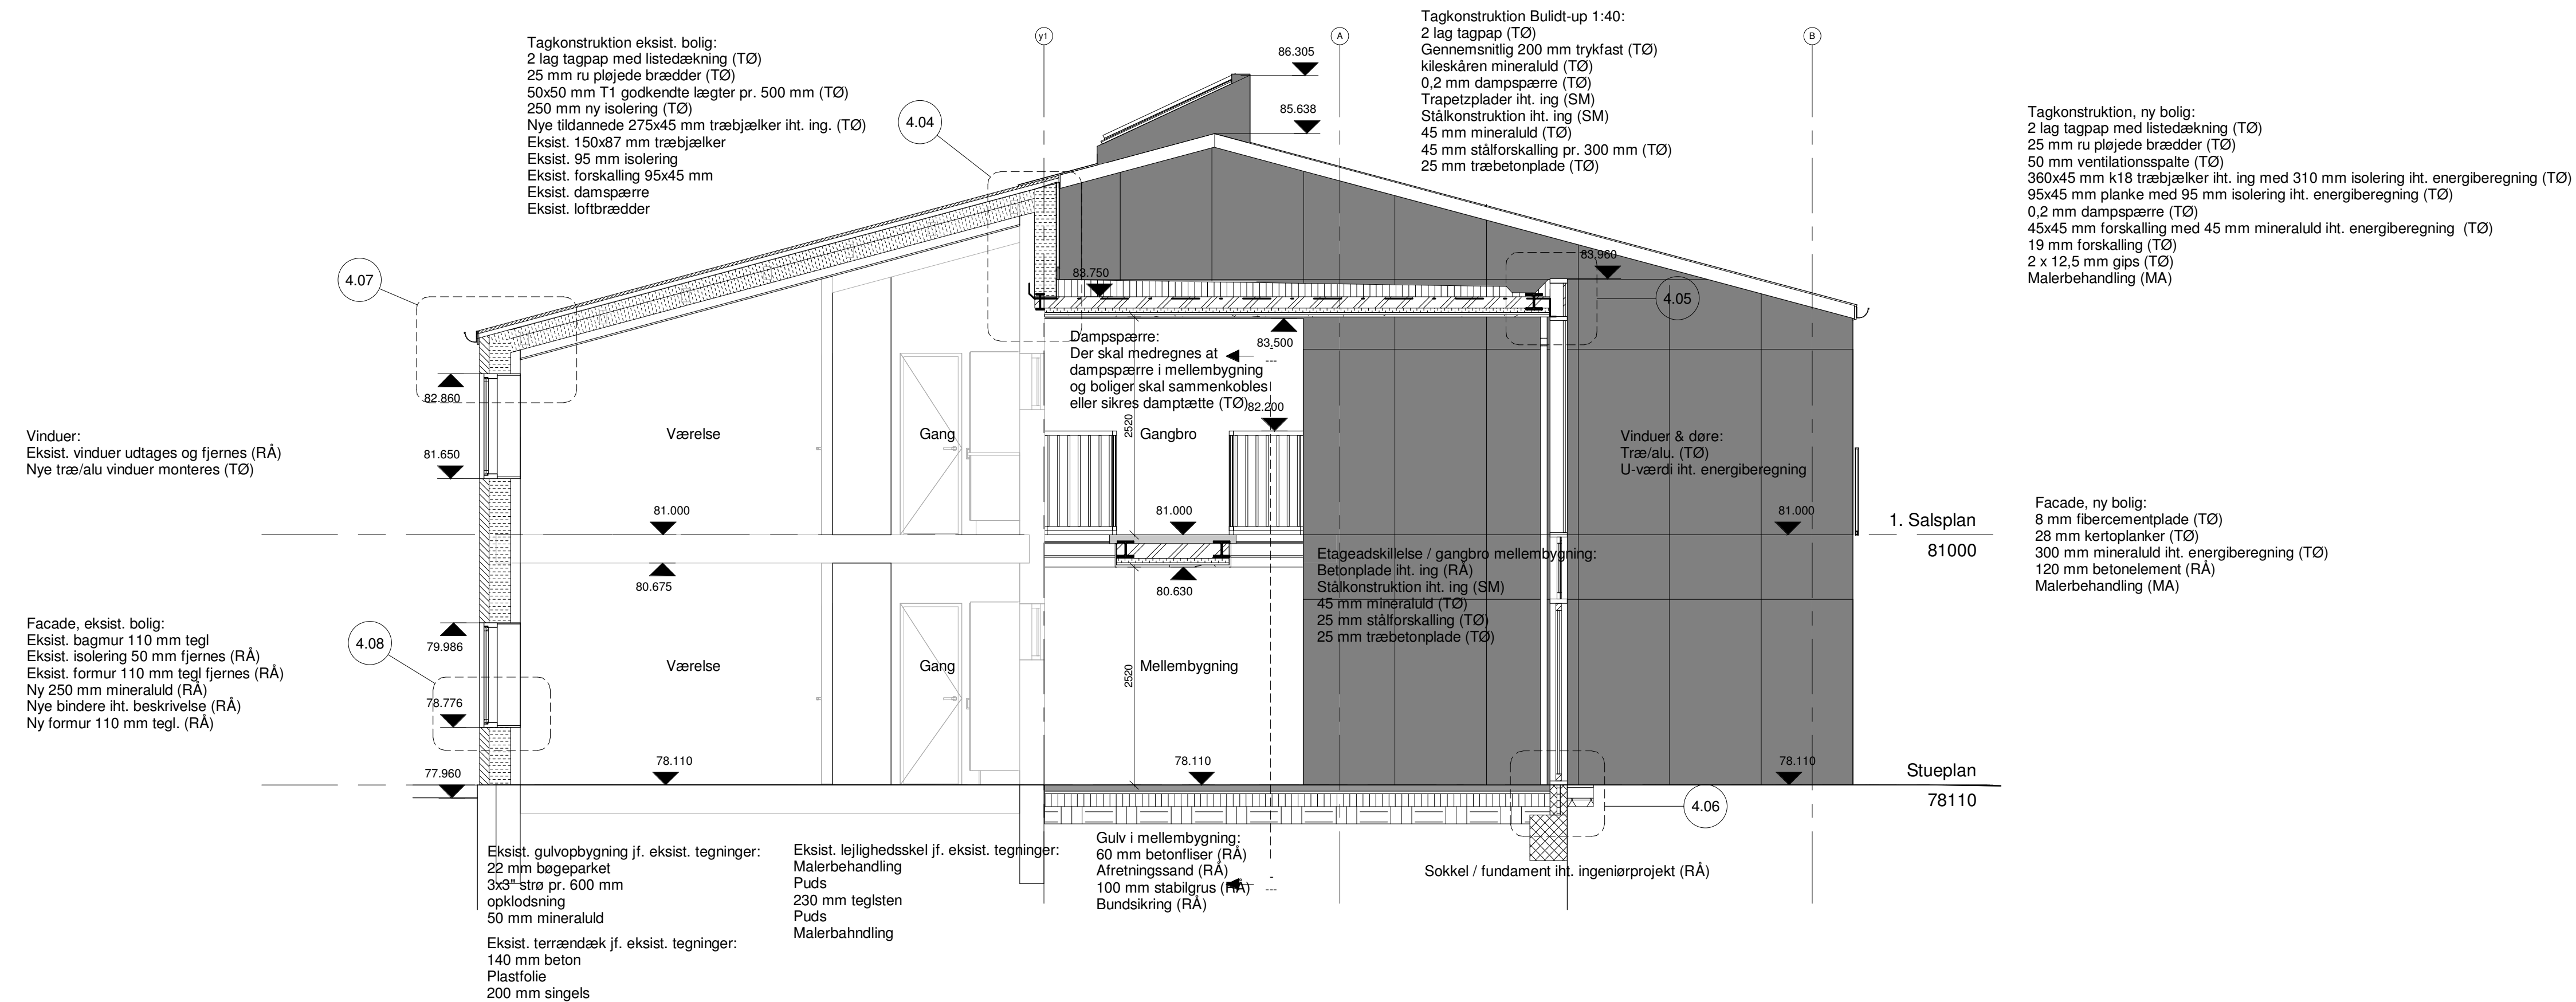 Tagkonstruktion eksist. bolig:
2 lag tagpap med listedækning (TØ)
25 mm ru pløjede brædder (TØ)
50x50 mm T1 godkendte lægter pr. 500 mm (TØ)
250 mm ny isolering (TØ)
Nye tildannede 275x45 mm træbjælker iht. ing. (TØ)
Eksist. 150x87 mm træbjælker
Eksist. 95 mm isolering
Eksist. forskalling 95x45 mm
Eksist. damspærre
Eksist. loftbrædder
4.04
y1
A
B
86.305
85.638
Tagkonstruktion Bulidt-up 1:40:
2 lag tagpap (TØ)
Gennemsnitlig 200 mm trykfast (TØ)
kileskåren mineraluld (TØ)
0,2 mm dampspærre (TØ)
Trapetzplader iht. ing (SM)
Stålkonstruktion iht. ing (SM)
45 mm mineraluld (TØ)
45 mm stålforskalling pr. 300 mm (TØ)
25 mm træbetonplade (TØ)
Tagkonstruktion, ny bolig:
2 lag tagpap med listedækning (TØ)
25 mm ru pløjede brædder (TØ)
50 mm ventilationsspalte (TØ)
360x45 mm k18 træbjælker iht. ing med 310 mm isolering iht. energiberegning (TØ)
95x45 mm planke med 95 mm isolering iht. energiberegning (TØ)
0,2 mm dampspærre (TØ)
45x45 mm forskalling med 45 mm mineraluld iht. energiberegning (TØ)
19 mm forskalling (TØ)
2 x 12,5 mm gips (TØ)
Malerbehandling (MA)
4.07
83.750
83.960
4.05
Dampspærre:
Der skal medregnes at
dampspærre i mellembygning
og boliger skal sammenkobles
eller sikres damptætte (TØ)
83.500
82.200
82.860
81.650
Vinduer:
Eksist. vinduer udtages og fjernes (RÅ)
Nye træ/alu vinduer monteres (TØ)
Værelse
Gang
2520
Gangbro
Vinduer & døre:
Træ/alu. (TØ)
U-værdi iht. energiberegning
81.000
81.000
81.000
1. Salsplan
81000
Facade, ny bolig:
8 mm fibercementplade (TØ)
28 mm kertoplanker (TØ)
300 mm mineraluld iht. energiberegning (TØ)
120 mm betonelement (RÅ)
Malerbehandling (MA)
80.675
80.630
Etageadskillelse / gangbro mellembygning:
Betonplade iht. ing (RÅ)
Stålkonstruktion iht. ing (SM)
45 mm mineraluld (TØ)
25 mm stålforskalling (TØ)
25 mm træbetonplade (TØ)
Facade, eksist. bolig:
Eksist. bagmur 110 mm tegl
Eksist. isolering 50 mm fjernes (RÅ)
Eksist. formur 110 mm tegl fjernes (RÅ)
Ny 250 mm mineraluld (RÅ)
Nye bindere iht. beskrivelse (RÅ)
Ny formur 110 mm tegl. (RÅ)
4.08
79.986
78.776
Værelse
Gang
2520
Mellembygning
77.960
78.110
78.110
78.110
Stueplan
78110
4.06
Eksist. gulvopbygning jf. eksist. tegninger:
22 mm bøgeparket
3x3" strø pr. 600 mm
opklodsning
50 mm mineraluld
Eksist. terrændæk jf. eksist. tegninger:
140 mm beton
Plastfolie
200 mm singels
Eksist. lejlighedsskel jf. eksist. tegninger:
Malerbehandling
Puds
230 mm teglsten
Puds
Malerbahndling
Gulv i mellembygning:
60 mm betonfliser (RÅ)
Afretningssand (RÅ)
100 mm stabilgrus (RÅ)
Bundsikring (RÅ)
Sokkel / fundament iht. ingeniørprojekt (RÅ)